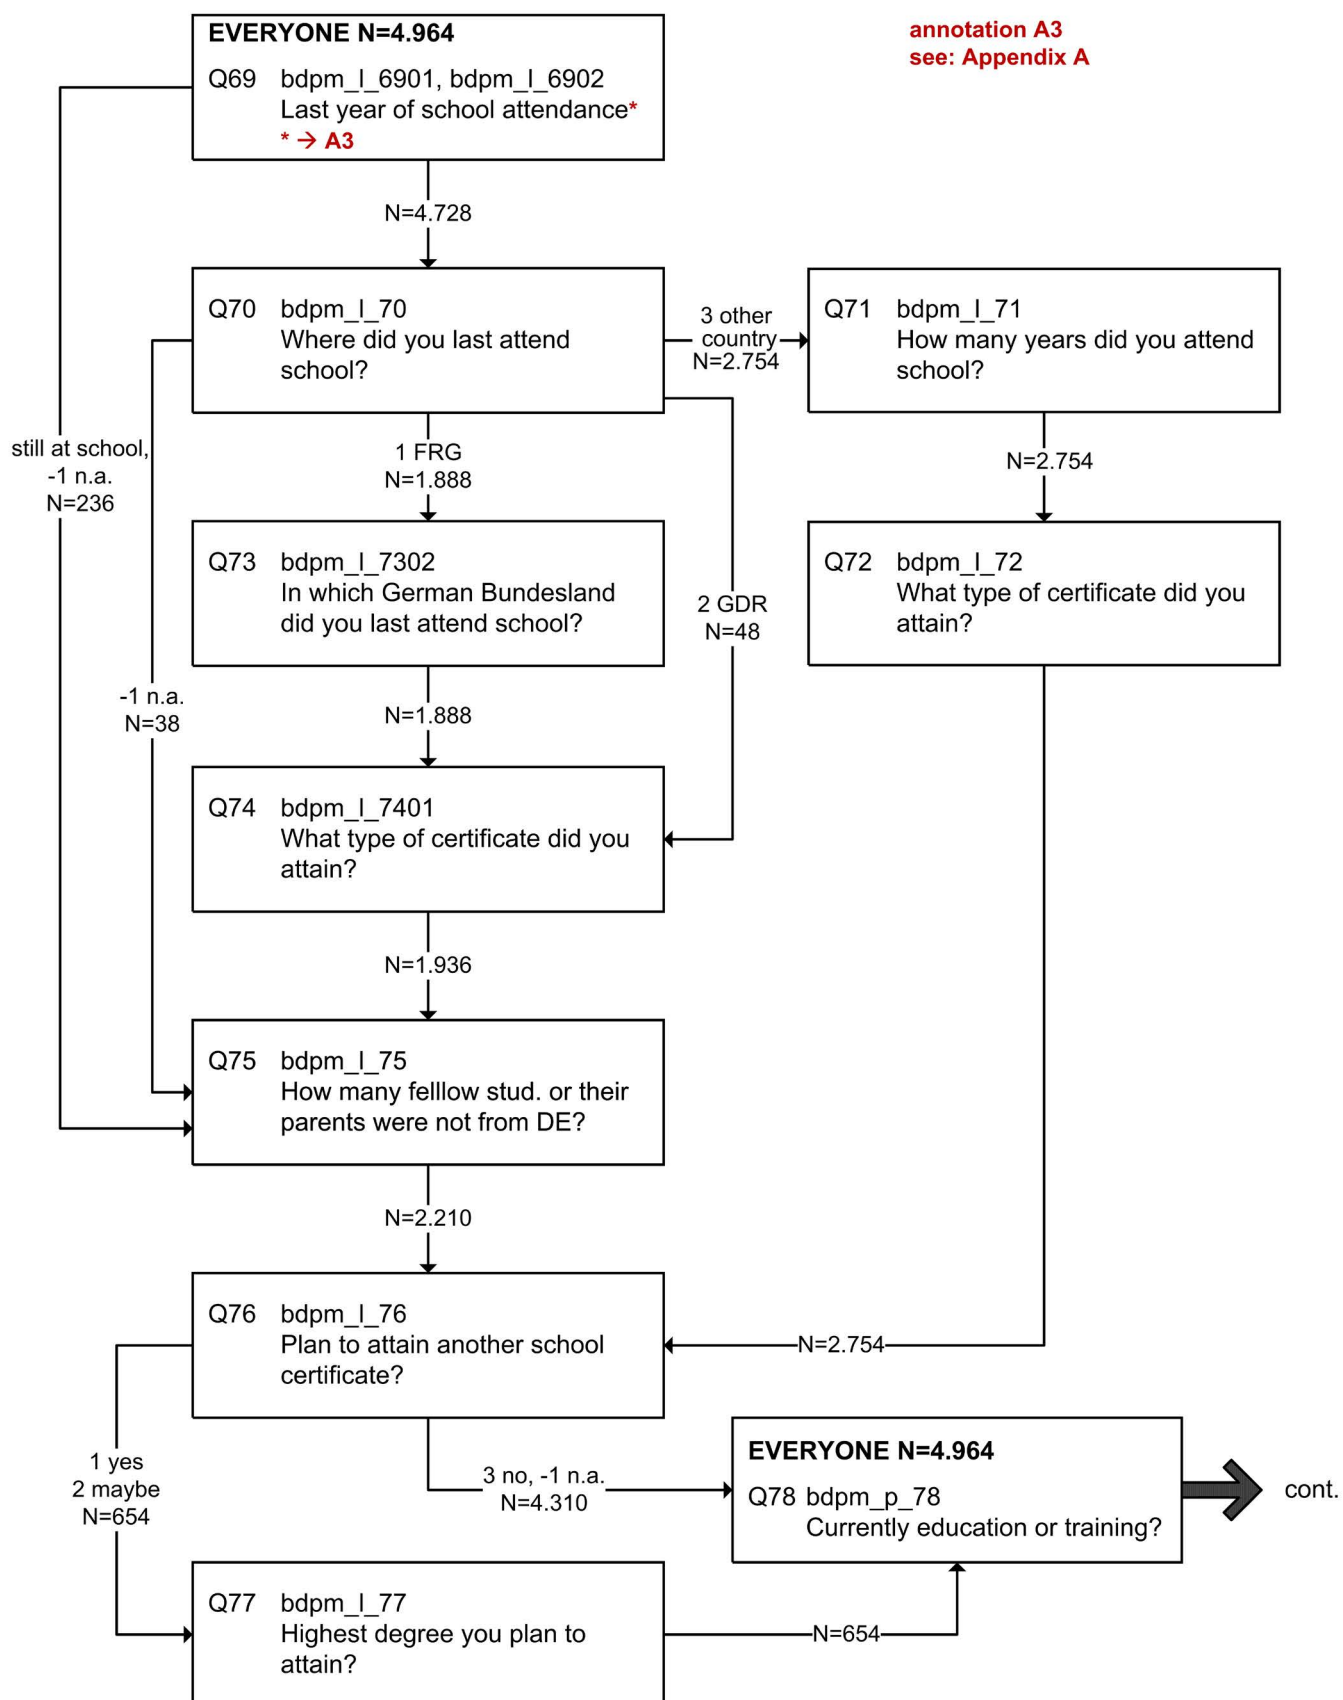 EVERYONE N=4.964
Q69 bdpm_l_6901, bdpm_l_6902
Last year of school attendance*
* → A3
annotation A3
see: Appendix A
N=4.728
Q70 bdpm_l_70
Where did you last attend
school?
3 other
country
N=2.754
Q71 bdpm_l_71
How many years did you attend
school?
still at school,
-1 n.a.
N=236
1 FRG
N=1.888
N=2.754
Q73 bdpm_l_7302
In which German Bundesland
did you last attend school?
2 GDR
N=48
Q72 bdpm_l_72
What type of certificate did you
attain?
-1 n.a.
N=38
N=1.888
Q74 bdpm_l_7401
What type of certificate did you
attain?
N=1.936
Q75 bdpm_l_75
How many felllow stud. or their
parents were not from DE?
N=2.210
Q76 bdpm_l_76
Plan to attain another school
certificate?
N=2.754
1 yes
2 maybe
N=654
3 no, -1 n.a.
N=4.310
EVERYONE N=4.964
Q78 bdpm_p_78
Currently education or training?
cont.
Q77 bdpm_l_77
Highest degree you plan to
attain?
N=654